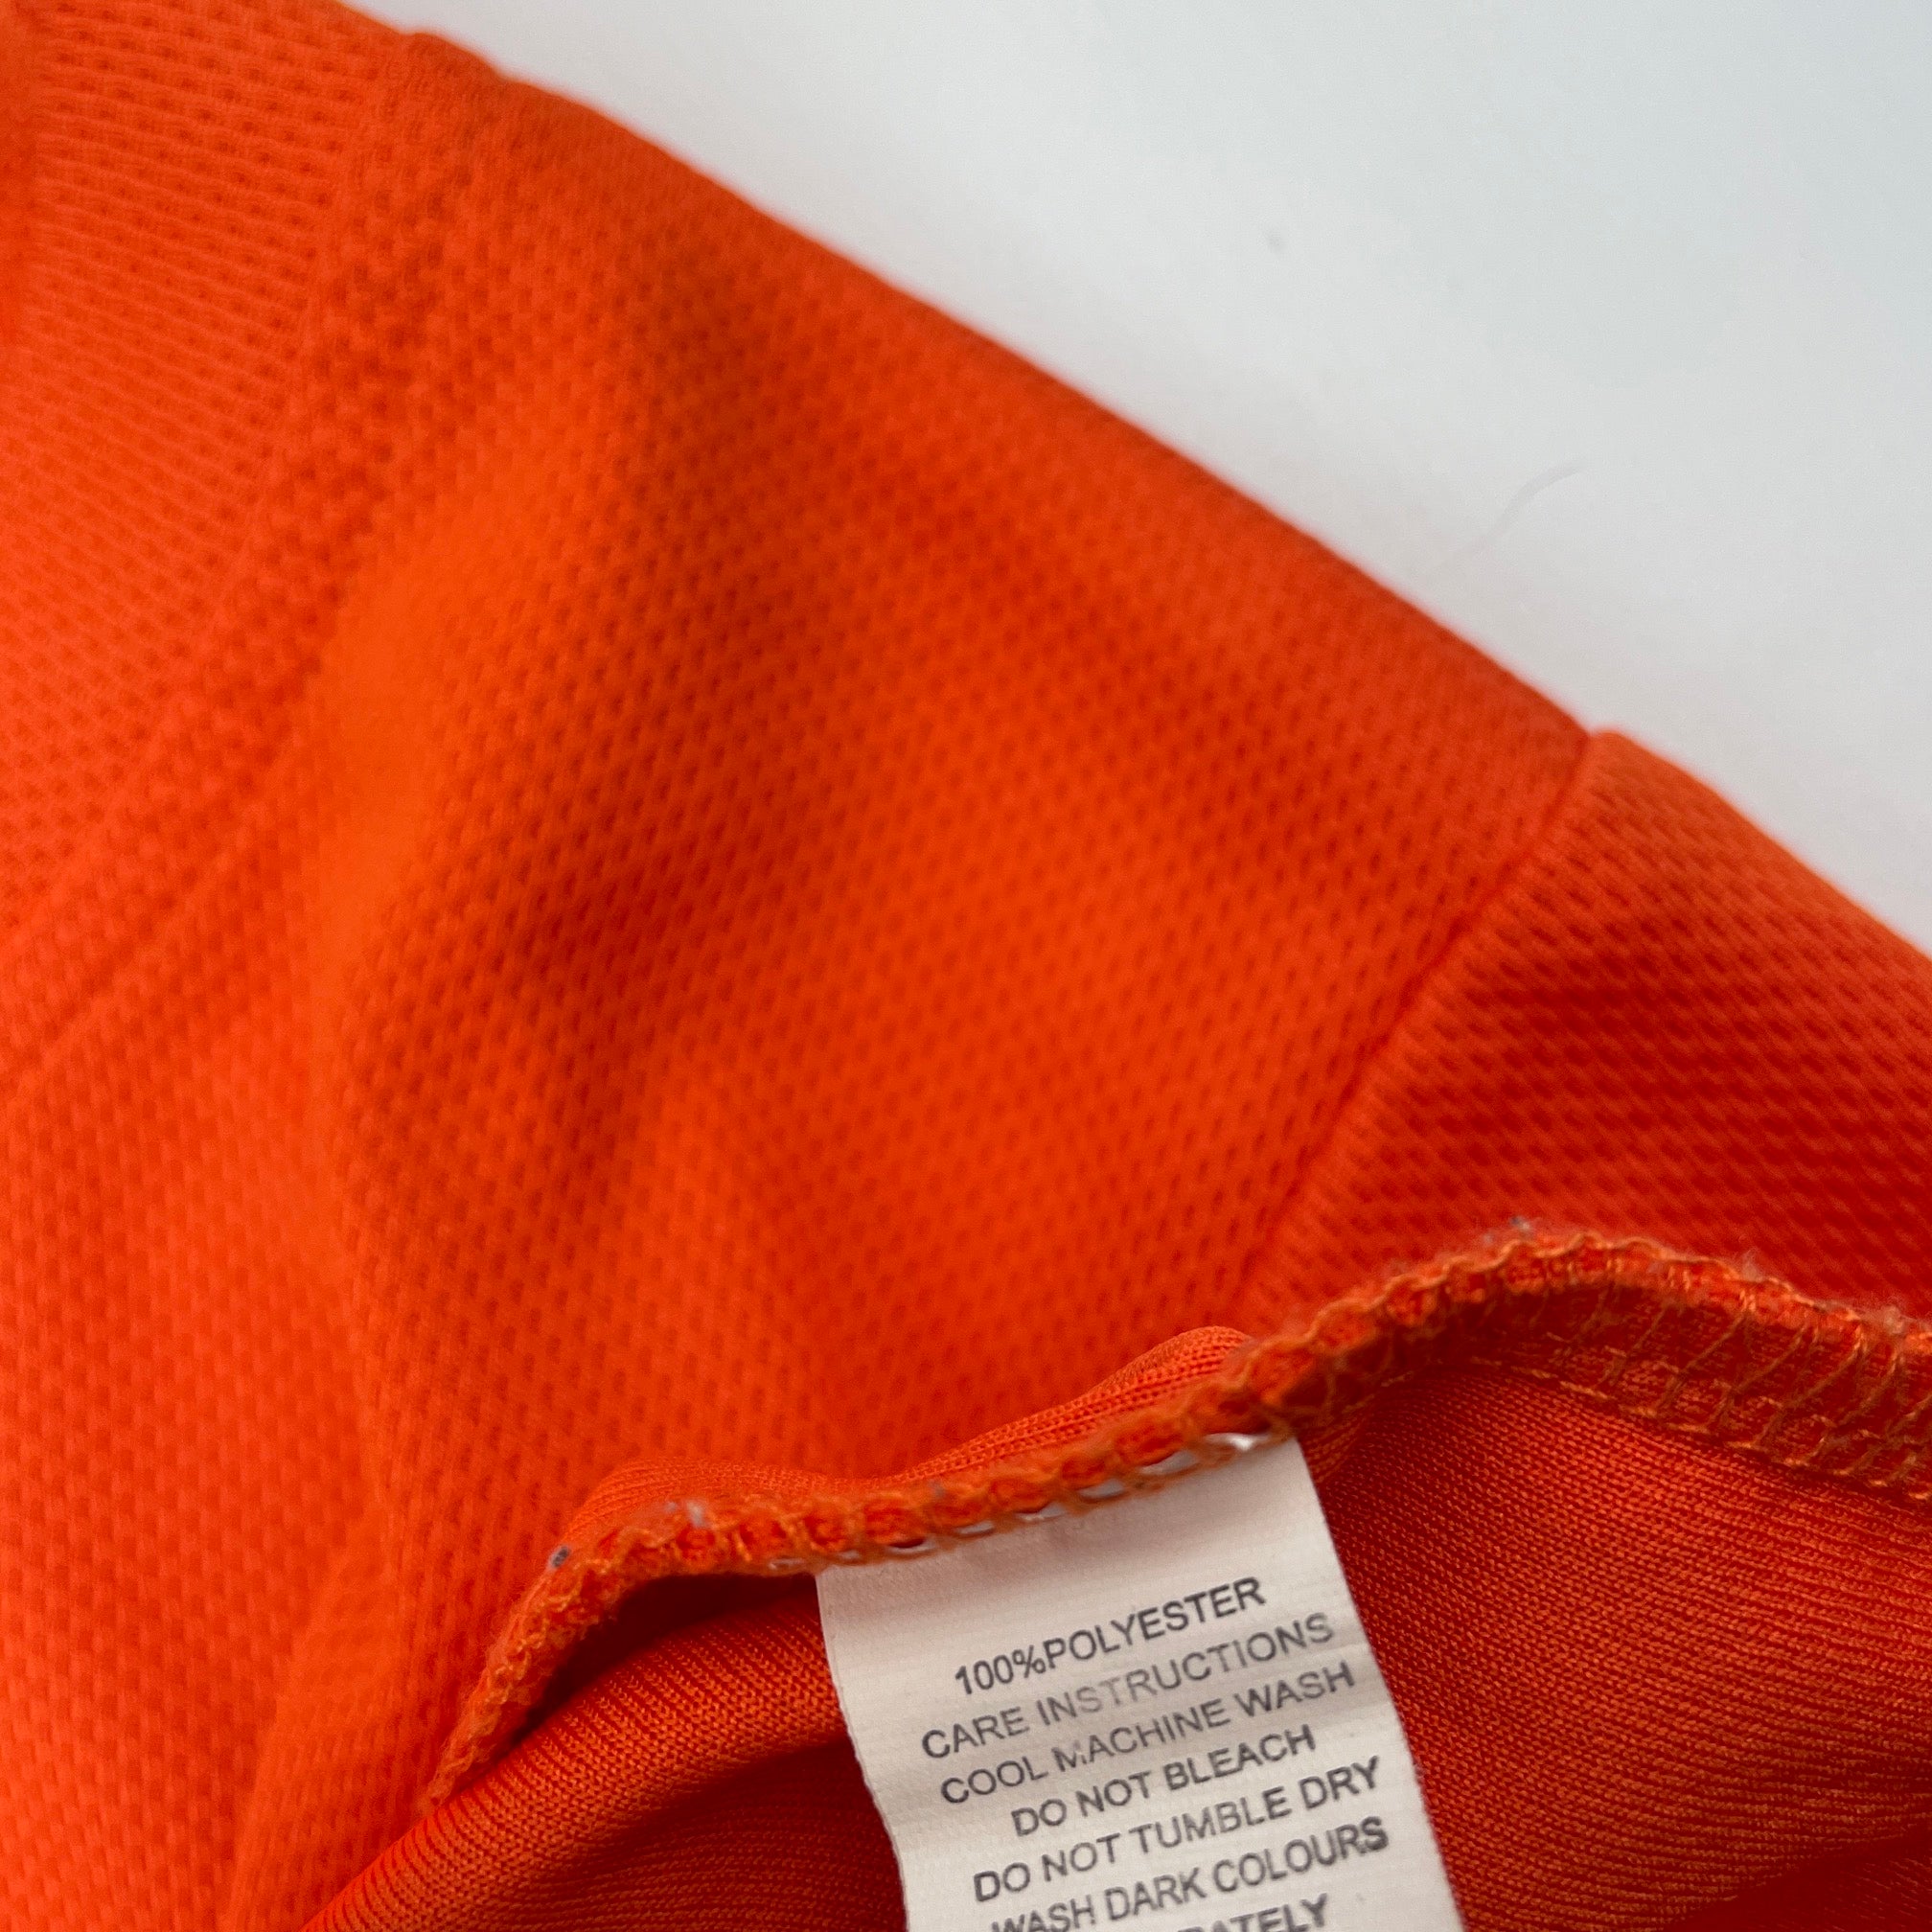 100%POLYESTER
CARE INSTRUCTIONS
COOL MACHINE WASH
DO NOT BLEACH
DO NOT TUMBLE DRY
WASH DARK COLOURS